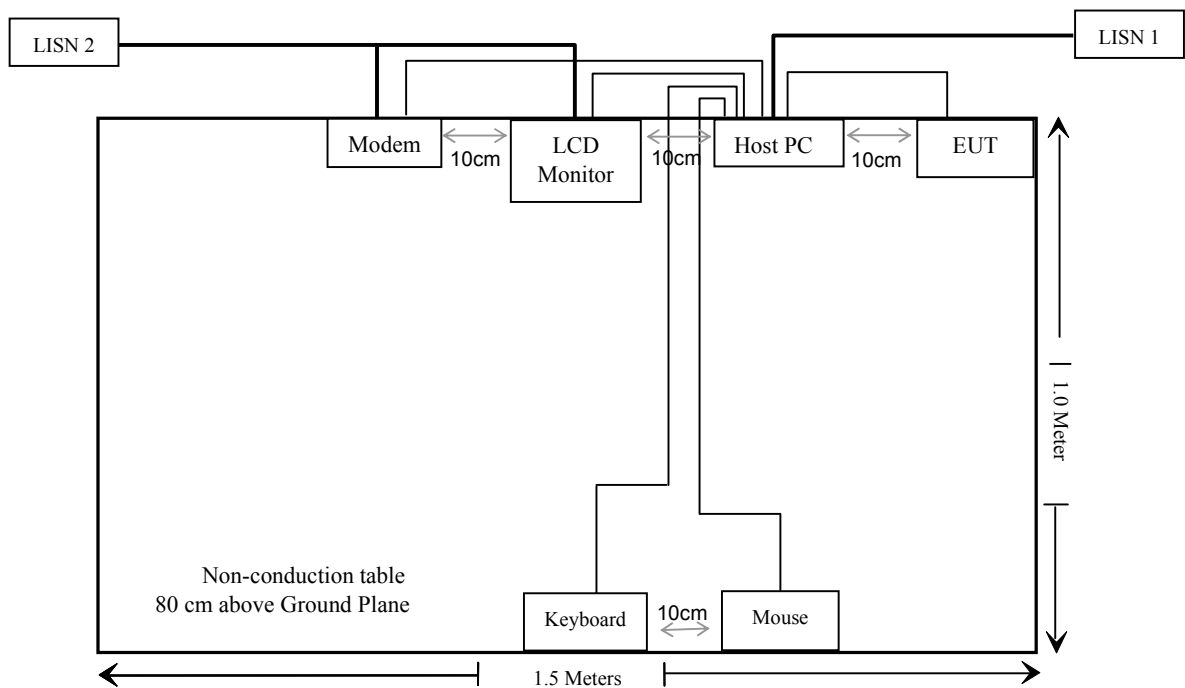 LISN 2
LISN 1
Modem
LCD
Monitor
Host PC
EUT
10cm
10cm
10cm
1.0 Meter
Non-conduction table
80 cm above Ground Plane
Keyboard
10cm
Mouse
1.5 Meters